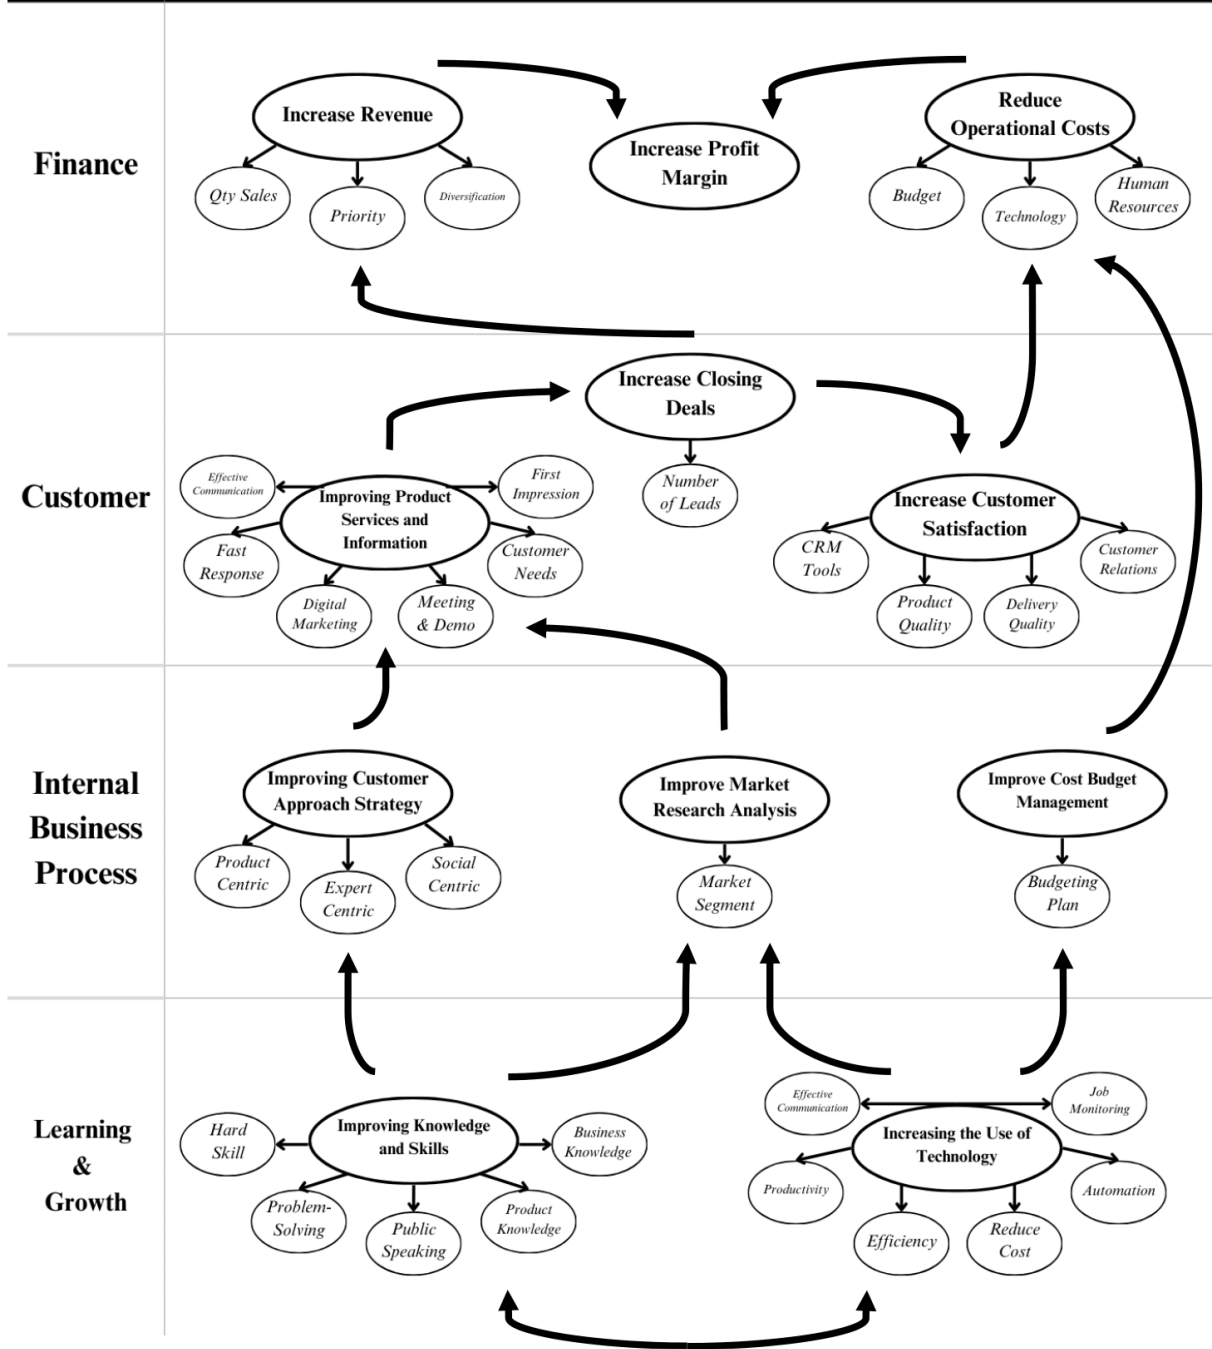 Finance
Increase Revenue
Qty Sales
Priority
Diversification
Increase Profit
Margin
Reduce
Operational Costs
Budget
Technology
Human
Resources
Customer
Increase Closing
Deals
Number
of Leads
Improving Product
Services and
Information
Effective
Communication
First
Impression
Fast
Response
Customer
Needs
Digital
Marketing
Meeting
& Demo
Increase Customer
Satisfaction
CRM
Tools
Product
Quality
Delivery
Quality
Customer
Relations
Internal
Business
Process
Improving Customer
Approach Strategy
Product
Centric
Expert
Centric
Social
Centric
Improve Market
Research Analysis
Market
Segment
Improve Cost Budget
Management
Budgeting
Plan
Learning
&
Growth
Improving Knowledge
and Skills
Hard
Skill
Business
Knowledge
Problem-
Solving
Public
Speaking
Product
Knowledge
Increasing the Use of
Technology
Effective
Communication
Job
Monitoring
Productivity
Automation
Efficiency
Reduce
Cost